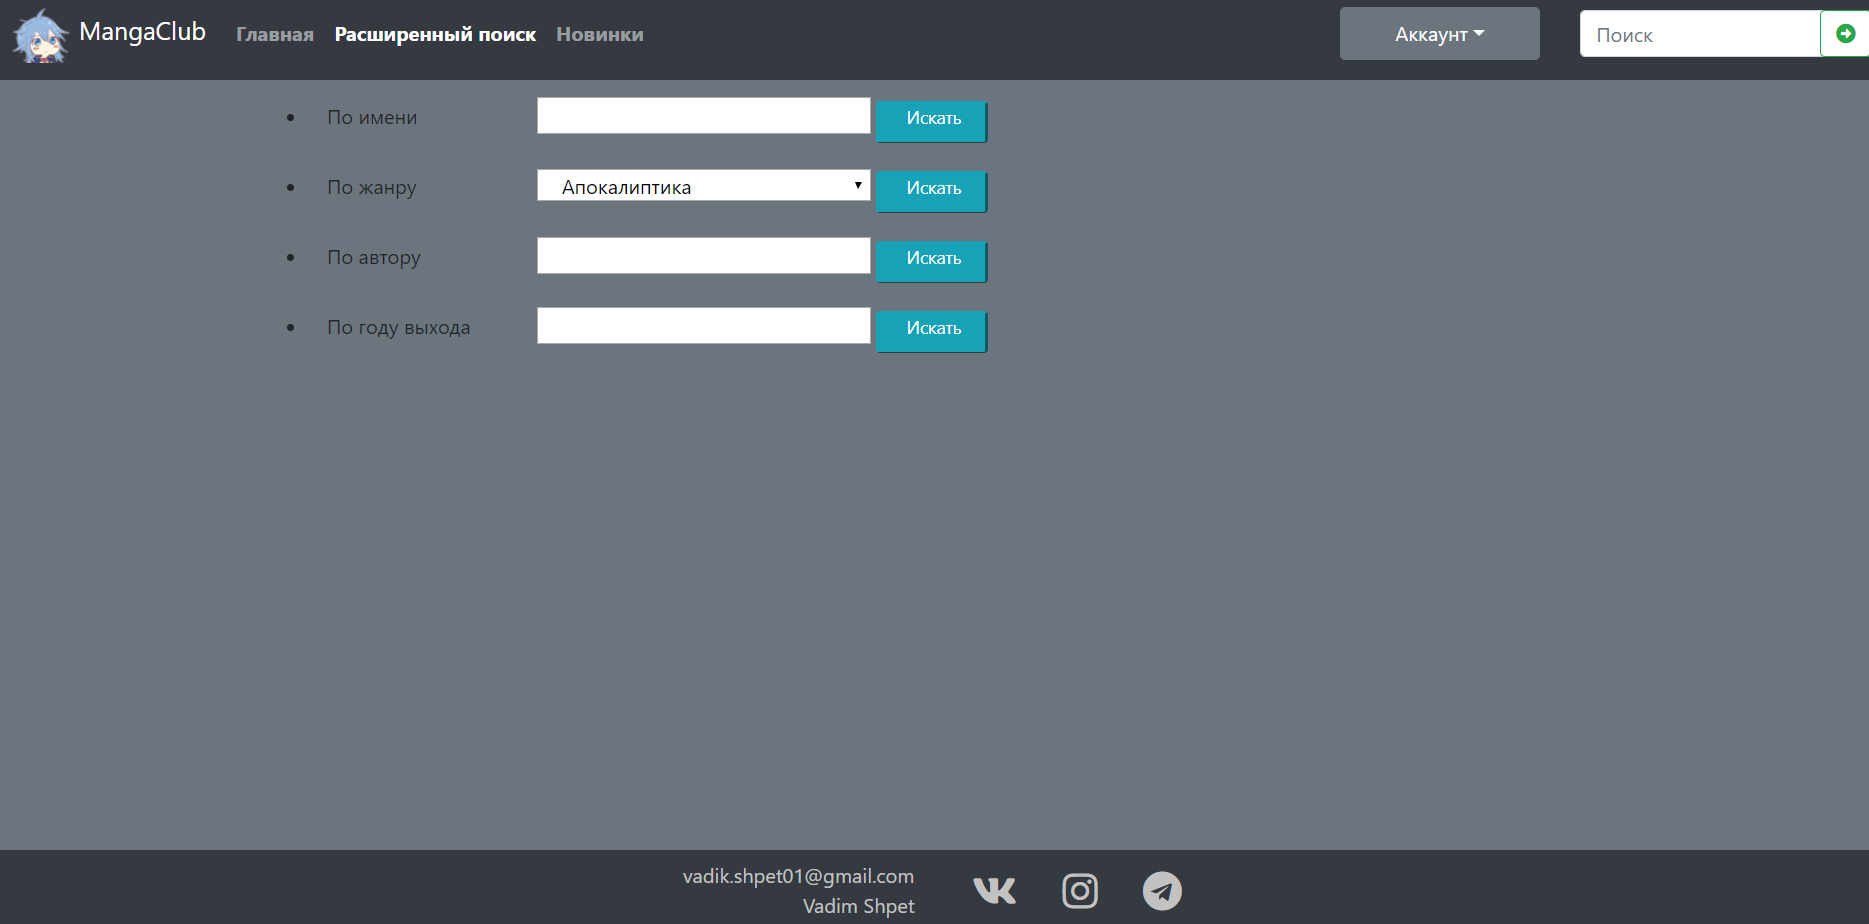 MangaClub Главная Расширенный поиск Новинки Аккаунт Поиск
По имени Искать
По жанру Апокалиптика Искать
По автору Искать
По году выхода Искать
vadik.shpet01@gmail.com
Vadim Shpet